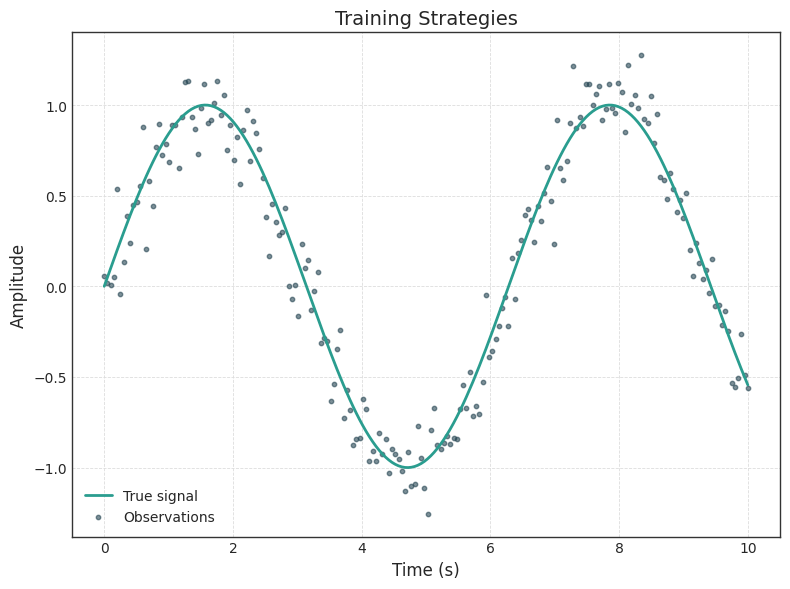 Training Strategies
Amplitude
1.0
0.5
0.0
−0.5
−1.0
True signal
Observations
0 2 4 6 8 10
Time (s)